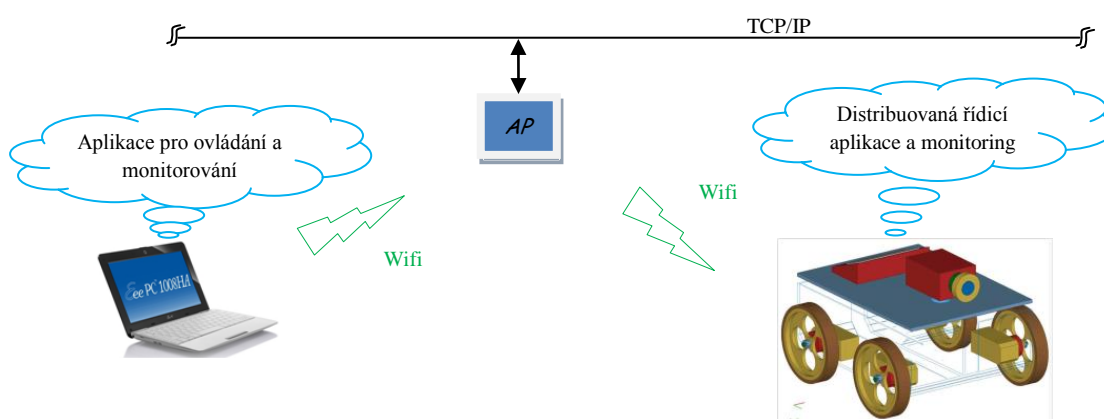 TCP/IP
AP
Aplikace pro ovládání a
monitorování
Distribuovaná řídicí
aplikace a monitoring
Wifi
Wifi
Eee PC 1008HA